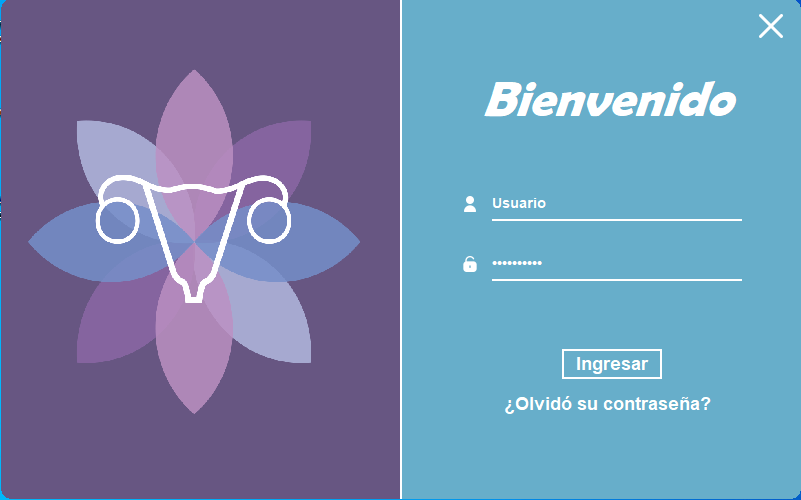 Bienvenido
Usuario
••••••••••
Ingresar
¿Olvidó su contraseña?